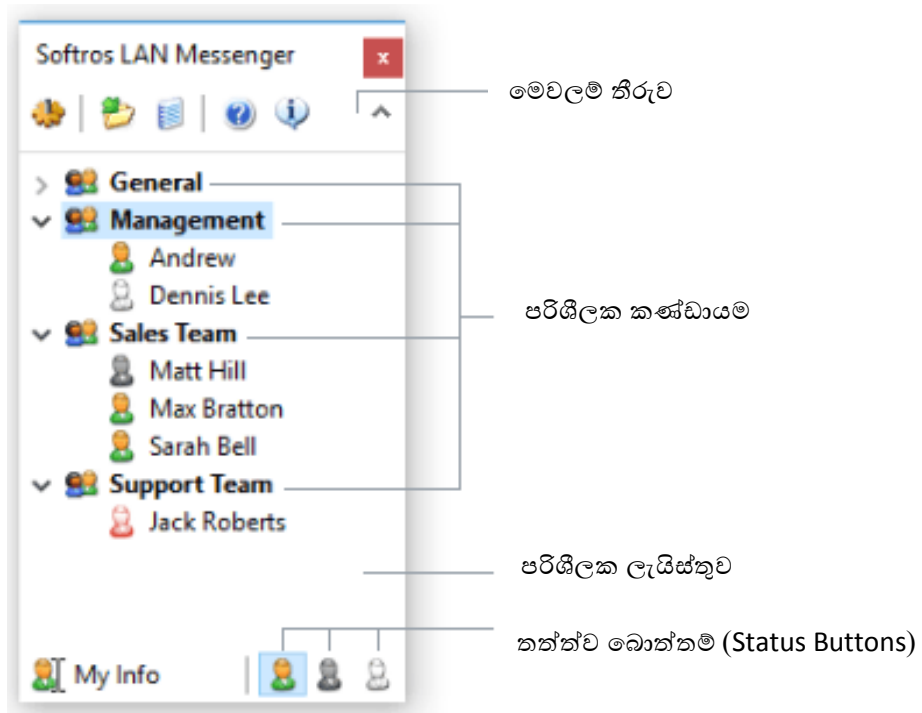 Softros LAN Messenger
මෙවලම් තීරුව
General
Management
Andrew
Dennis Lee
පරිශීලක කණ්ඩායම
Sales Team
Matt Hill
Max Bratton
Sarah Bell
Support Team
Jack Roberts
පරිශීලක ලැයිස්තුව
තත්ත්ව බොත්තම් (Status Buttons)
My Info